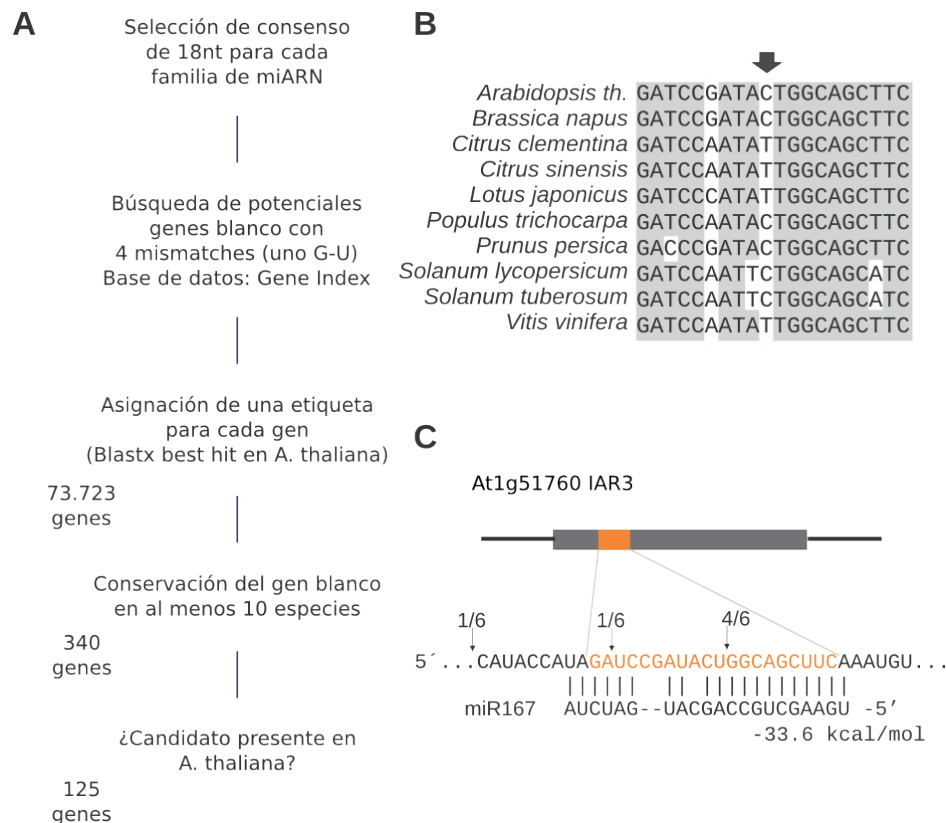 A
Selección de consenso
de 18nt para cada
familia de miARN
Búsqueda de potenciales
genes blanco con
4 mismatches (uno G-U)
Base de datos: Gene Index
Asignación de una etiqueta
para cada gen
(Blastx best hit en A. thaliana)
73.723
genes
Conservación del gen blanco
en al menos 10 especies
340
genes
¿Candidato presente en
A. thaliana?
125
genes
B
Arabidopsis th. GATCCGATACTGGCAGCTTC
Brassica napus GATCCGATACTGGCAGCTTC
Citrus clementina GATCCAATATTGGCAGCTTC
Citrus sinensis GATCCAATATTGGCAGCTTC
Lotus japonicus GATCCCATATTGGCAGCTTC
Populus trichocarpa GATCCAATACTGGCAGCTTC
Prunus persica GACCCGATACTGGCAGCTTC
Solanum lycopersicum GATCCAATTCTGGCAGCATC
Solanum tuberosum GATCCAATTCTGGCAGCATC
Vitis vinifera GATCCAATATTGGCAGCTTC
C
At1g51760 IAR3
1/6 1/6 4/6
5´...CAUACCAUAGAUCCGAUACUGGCAGCUUCAAAUGU...
miR167 AUCUAG--UACGACCGUCGAAGU -5’
-33.6 kcal/mol